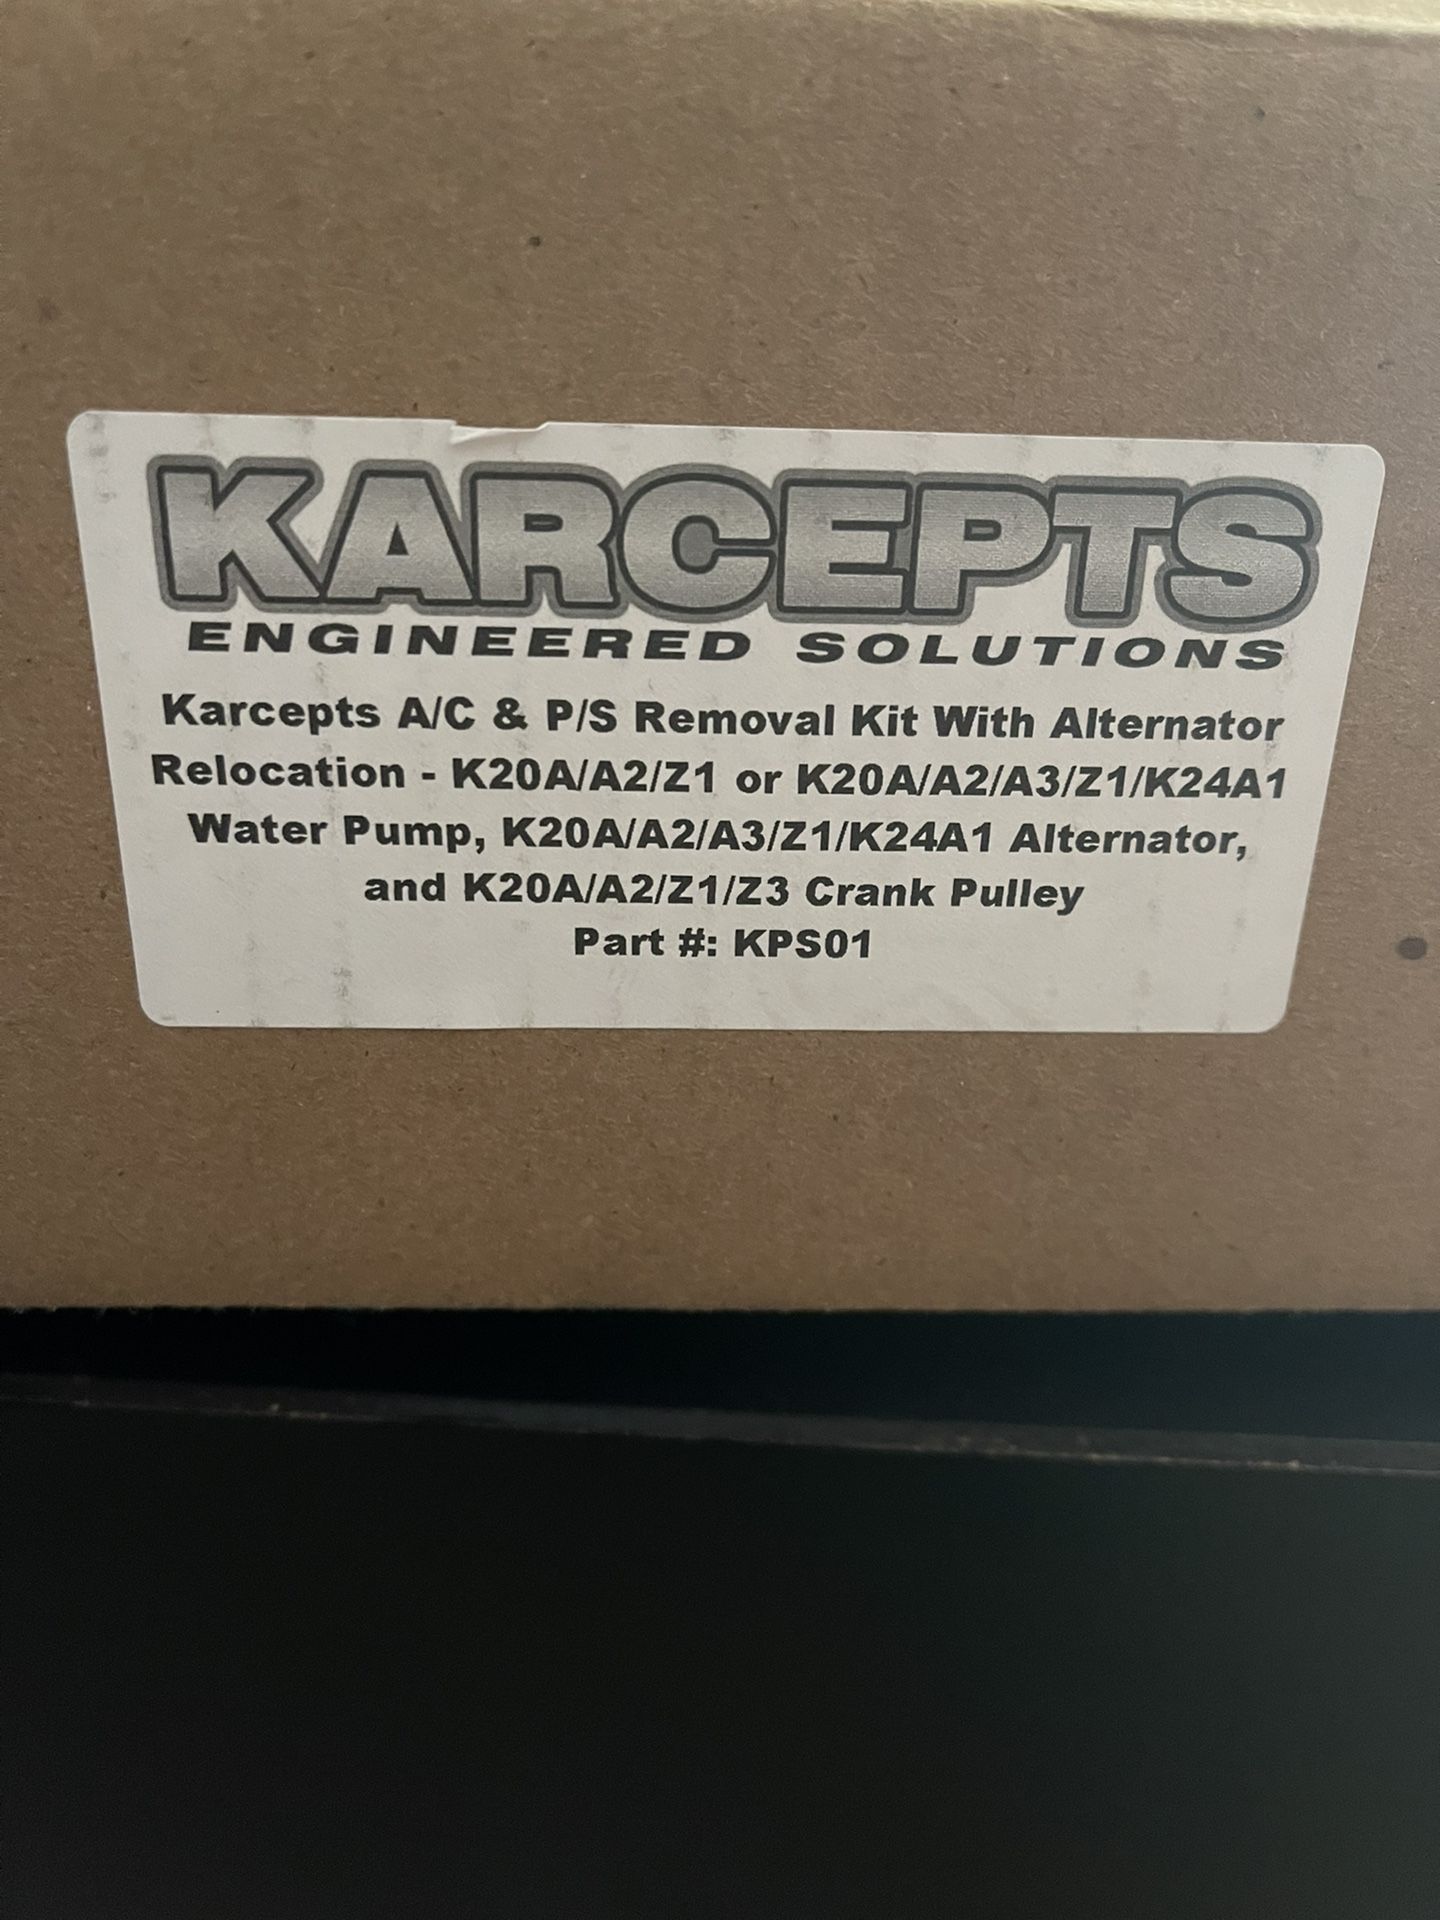 KARCEPTS
ENGINEERED SOLUTIONS
Karcepts A/C & P/S Removal Kit With Alternator
Relocation - K20A/A2/Z1 or K20A/A2/A3/Z1/K24A1
Water Pump, K20A/A2/A3/Z1/K24A1 Alternator,
and K20A/A2/Z1/Z3 Crank Pulley
Part #: KPS01